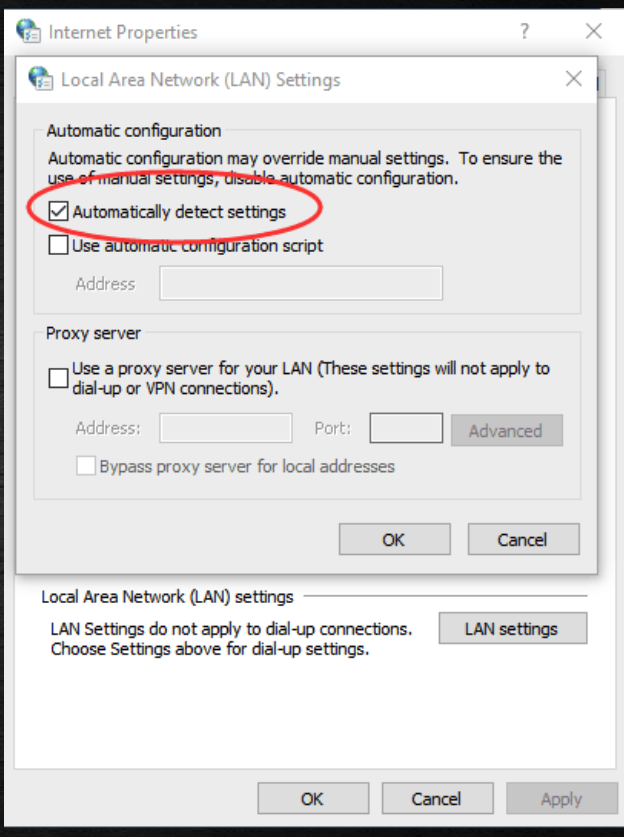 Internet Properties
Local Area Network (LAN) Settings
Automatic configuration
Automatic configuration may override manual settings. To ensure the
use of manual settings, disable automatic configuration.
Automatically detect settings
Use automatic configuration script
Address
Proxy server
Use a proxy server for your LAN (These settings will not apply to
dial-up or VPN connections).
Address:
Port:
Advanced
Bypass proxy server for local addresses
OK
Cancel
Local Area Network (LAN) settings
LAN Settings do not apply to dial-up connections.
Choose Settings above for dial-up settings.
LAN settings
OK
Cancel
Apply